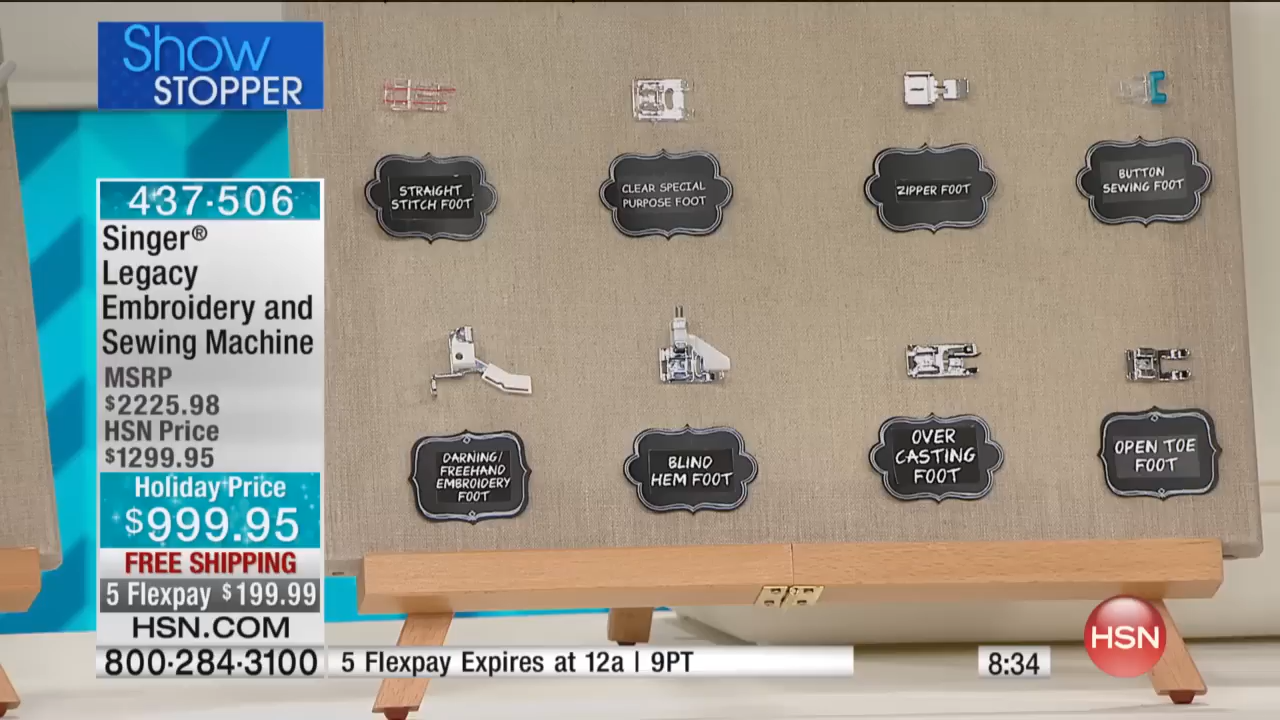 Show
STOPPER
437·506
Singer®
Legacy
Embroidery and
Sewing Machine
MSRP
$2225.98
HSN Price
$1299.95
Holiday Price
$999.95
FREE SHIPPING
5 Flexpay $199.99
HSN.COM
800·284·3100
5 Flexpay Expires at 12a | 9PT
8:34
HSN
STRAIGHT
STITCH FOOT
CLEAR SPECIAL
PURPOSE FOOT
ZIPPER FOOT
BUTTON
SEWING FOOT
DARNING/
FREEHAND
EMBROIDERY
FOOT
BLIND
HEM FOOT
OVER
CASTING
FOOT
OPEN TOE
FOOT